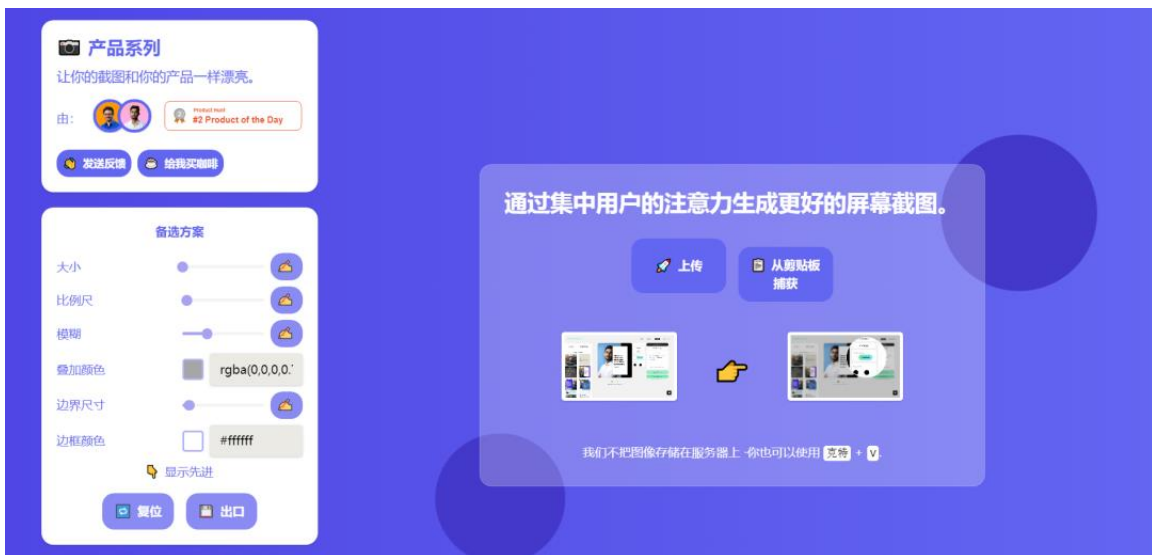 产品系列
让你的截图和你的产品一样漂亮。
由:
Product Hunt
#2 Product of the Day
发送反馈
给我买咖啡
备选方案
大小
比例尺
模糊
叠加颜色
rgba(0,0,0,0.
边界尺寸
边框颜色
#ffffff
显示先进
复位
出口
通过集中用户的注意力生成更好的屏幕截图。
上传
从剪贴板
捕获
我们不把图像存储在服务器上 -你也可以使用 克特 + V.